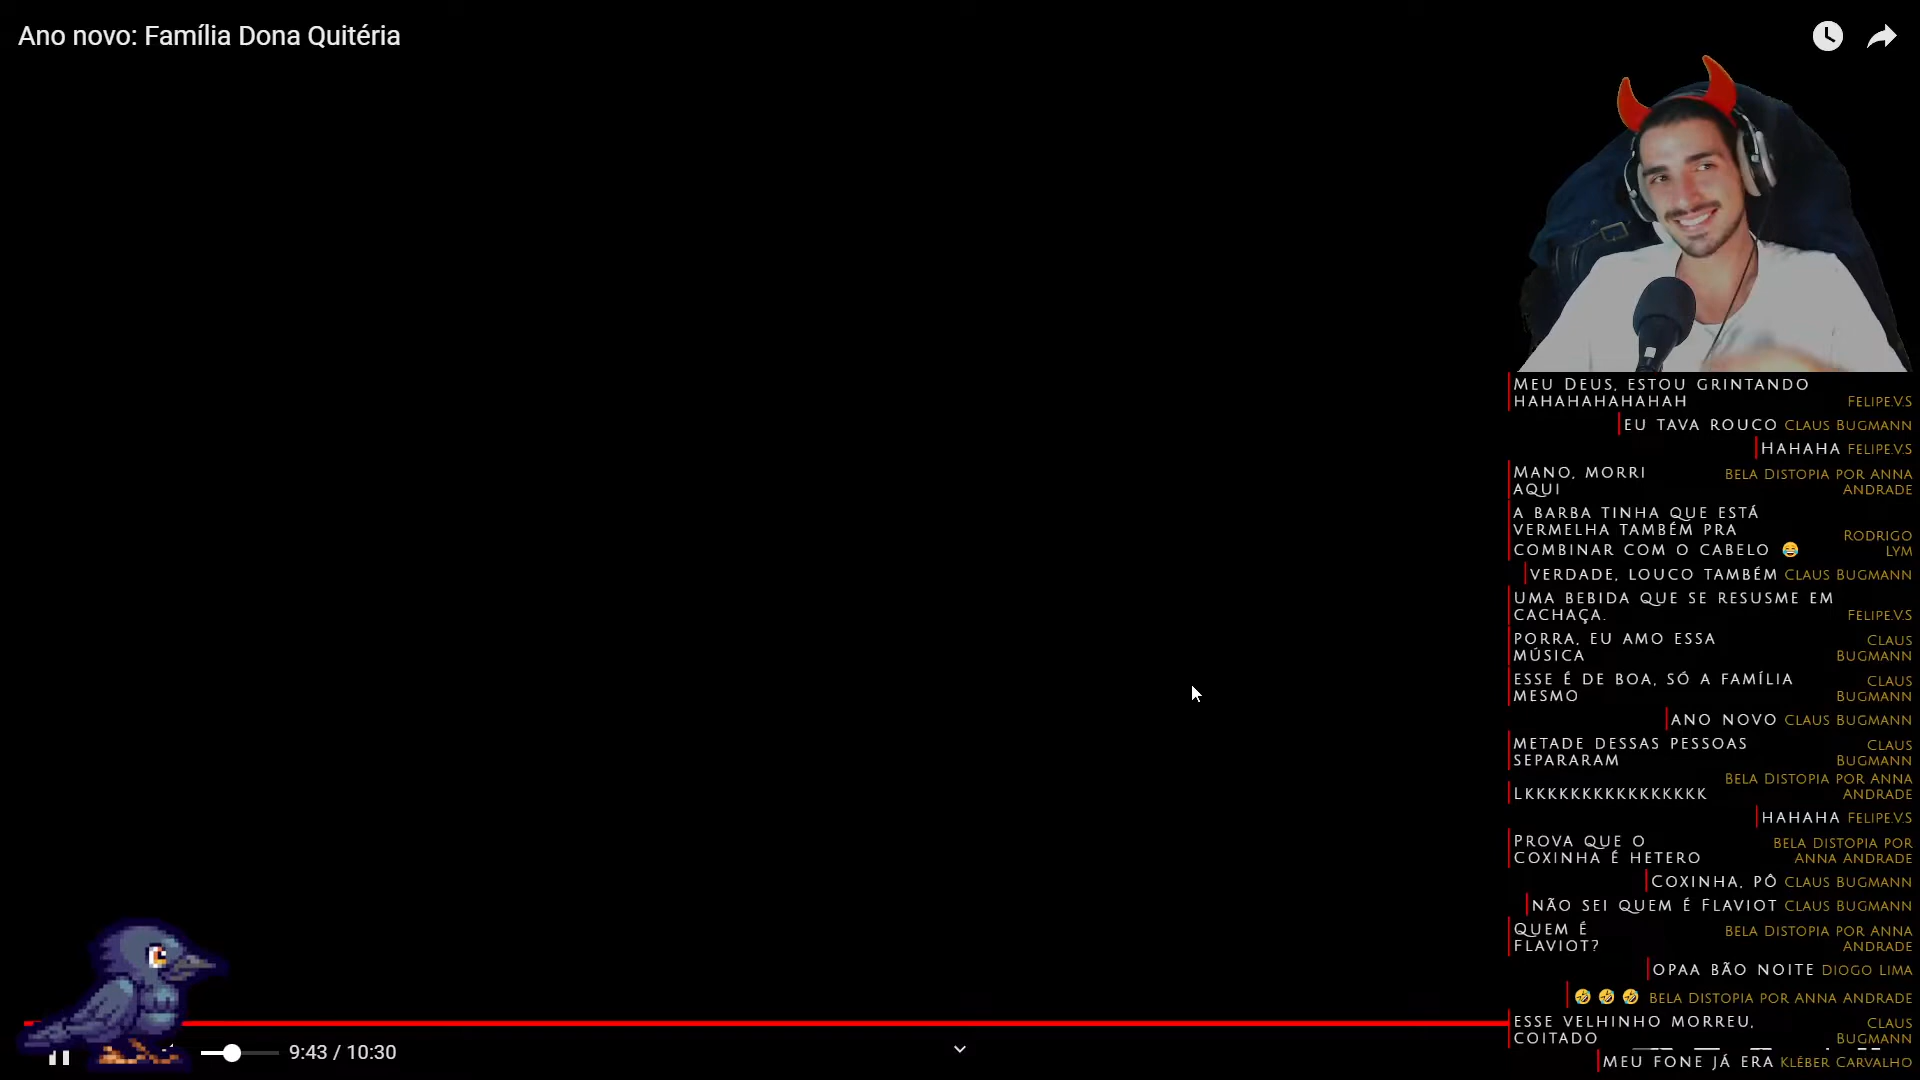 Ano novo: Família Dona Quitéria
Meu Deus, estou grintando
hahahahahahah Felipe.V.S
eu tava rouco Claus Bugmann
Hahaha Felipe.V.S
Mano, morri Bela Distopia por Anna
aqui Andrade
A barba tinha que está
vermelha também pra Rodrigo
combinar com o cabelo 😂 Lym
verdade, louco também Claus Bugmann
uma bebida que se resusme em
cachaça. Felipe.V.S
porra, eu amo essa Claus
música Bugmann
esse é de boa, só a família Claus
mesmo Bugmann
ano novo Claus Bugmann
metade dessas pessoas Claus
separaram Bugmann
Lkkkkkkkkkkkkkkkk Bela Distopia por Anna
Andrade
hahaha Felipe.V.S
Prova que o Bela Distopia por
Coxinha é hetero Anna Andrade
Coxinha, pô Claus Bugmann
não sei quem é Flaviot Claus Bugmann
Quem é Bela Distopia por Anna
Flaviot? Andrade
opaa bão noite Diogo Lima
🤣 🤣 🤣 Bela Distopia por Anna Andrade
esse velhinho morreu, Claus
coitado Bugmann
Meu fone já era Kléber Carvalho
9:43 / 10:30